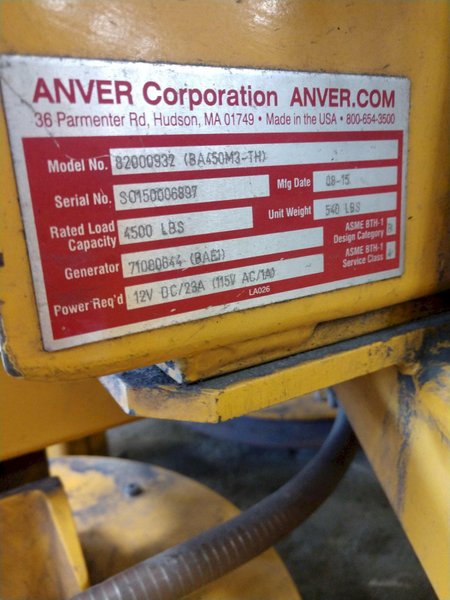 ANVER Corporation ANVER.COM
36 Parmenter Rd, Hudson, MA 01749 • Made in the USA • 800-654-3500
Model No. 82000932 (BA450M3-TH)
Serial No. SO150006897 Mfg Date 08-15
Rated Load Capacity 4500 LBS Unit Weight 540 LBS
Generator 71080644 (BAE1) ASME BTH-1 Design Category B
Power Req'd 12V DC/28A (115V AC/1A) ASME BTH-1 Service Class
LA026